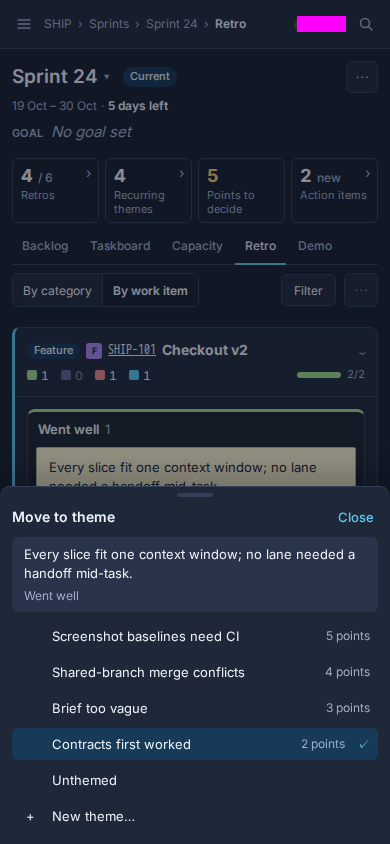 SHIP › Sprints › Sprint 24 › Retro
Sprint 24 ▾ Current ...
19 Oct – 30 Oct · 5 days left
GOAL No goal set
4 / 6 › 4 › 5 2 new ›
Retros Recurring themes Points to decide Action items
Backlog Taskboard Capacity Retro Demo
By category By work item Filter ...
Feature F SHIP-101 Checkout v2
1 0 1 1 2/2
Went well 1
Every slice fit one context window; no lane
needed a handoff mid-task.
Move to theme Close
Every slice fit one context window; no lane needed a
handoff mid-task.
Went well
Screenshot baselines need CI 5 points
Shared-branch merge conflicts 4 points
Brief too vague 3 points
Contracts first worked 2 points ✓
Unthemed
+ New theme...